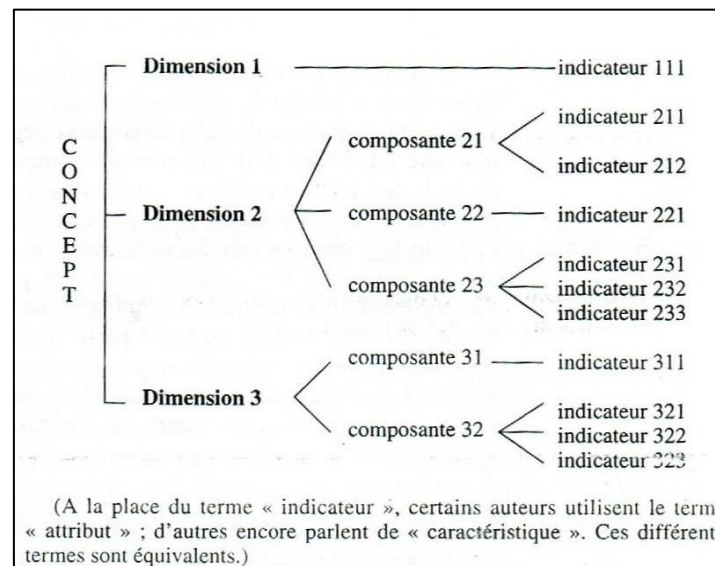 Dimension 1 indicateur 111
indicateur 211
composante 21
indicateur 212
CONCEPT
Dimension 2 composante 22 indicateur 221
indicateur 231
composante 23 indicateur 232
indicateur 233
composante 31 indicateur 311
Dimension 3
indicateur 321
composante 32 indicateur 322
indicateur 323
(A la place du terme « indicateur », certains auteurs utilisent le term
« attribut » ; d'autres encore parlent de « caractéristique ». Ces différent
termes sont équivalents.)